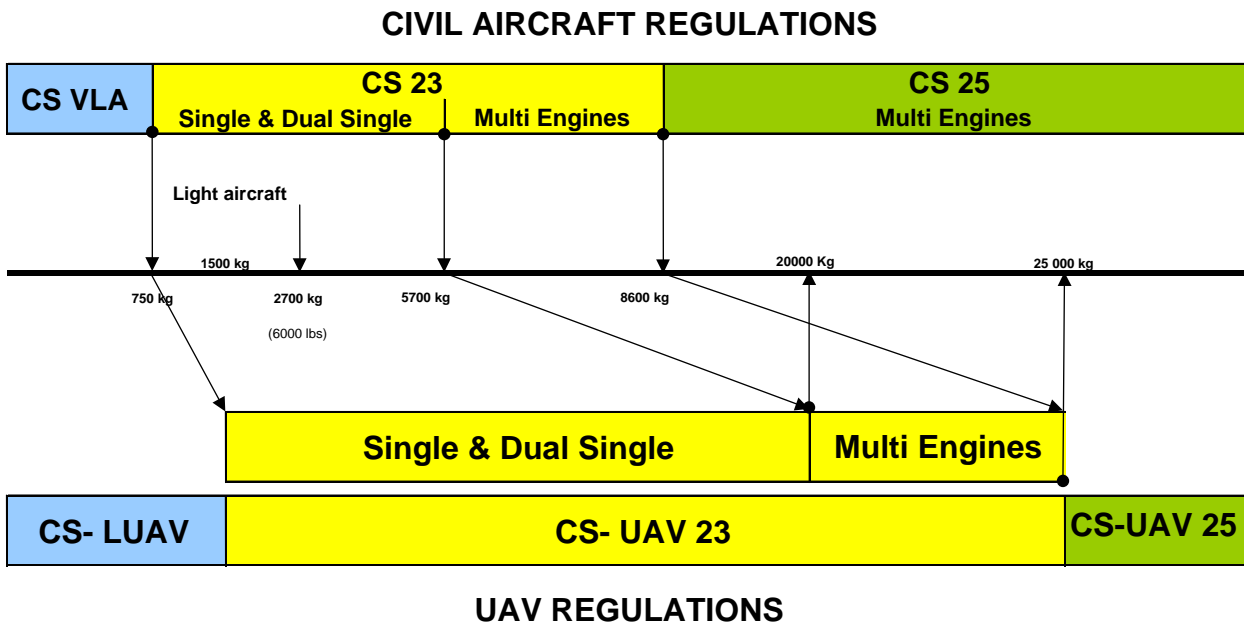 CIVIL AIRCRAFT REGULATIONS
CS VLA
CS 23
Single & Dual Single
Multi Engines
CS 25
Multi Engines
Light aircraft
1500 kg
20000 Kg
25 000 kg
750 kg
2700 kg
5700 kg
8600 kg
(6000 lbs)
Single & Dual Single
Multi Engines
CS- LUAV
CS- UAV 23
CS-UAV 25
UAV REGULATIONS